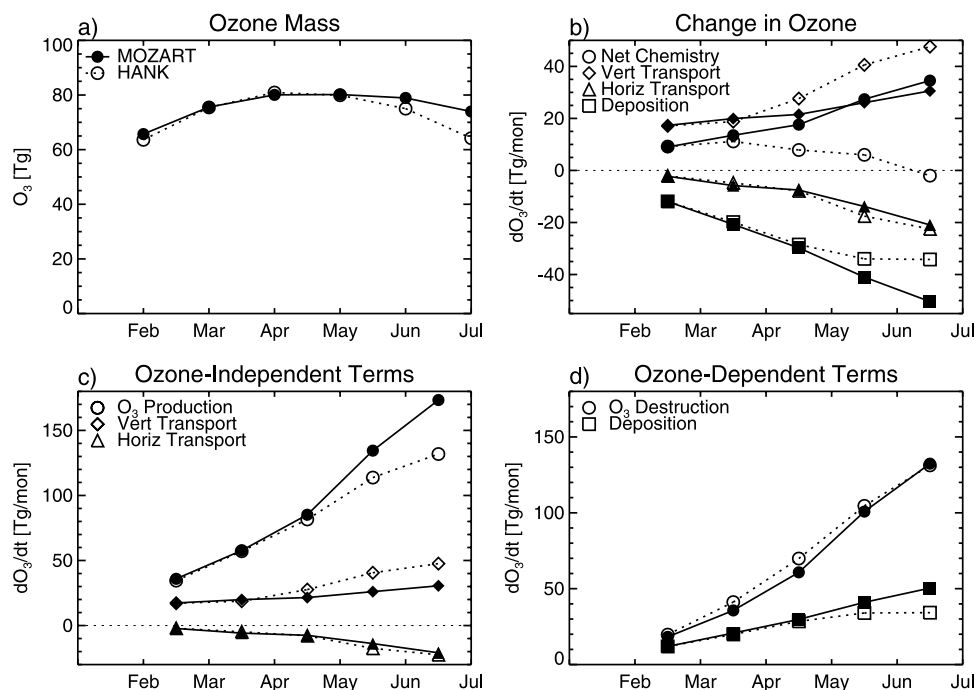 a) Ozone Mass
100
80
60
40
20
0
O₃ [Tg]
MOZART
HANK
Feb Mar Apr May Jun Jul
b) Change in Ozone
40
20
0
-20
-40
dO₃/dt [Tg/mon]
Net Chemistry
Vert Transport
Horiz Transport
Deposition
Feb Mar Apr May Jun Jul
c) Ozone-Independent Terms
150
100
50
0
dO₃/dt [Tg/mon]
O₃ Production
Vert Transport
Horiz Transport
Feb Mar Apr May Jun Jul
d) Ozone-Dependent Terms
150
100
50
0
dO₃/dt [Tg/mon]
O₃ Destruction
Deposition
Feb Mar Apr May Jun Jul